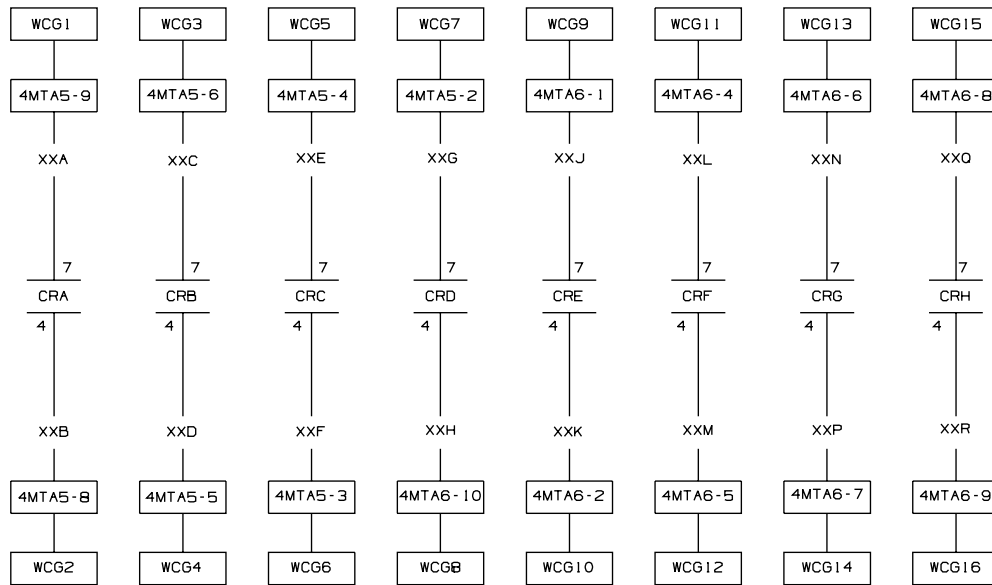 WCG1 WCG3 WCG5 WCG7 WCG9 WCG11 WCG13 WCG15
4MTA5-9 4MTA5-6 4MTA5-4 4MTA5-2 4MTA6-1 4MTA6-4 4MTA6-6 4MTA6-8
XXA XXC XXE XXG XXJ XXL XXN XXQ
7 7 7 7 7 7 7 7
CRA CRB CRC CRD CRE CRF CRG CRH
4 4 4 4 4 4 4 4
XXB XXD XXF XXH XXK XXM XXP XXR
4MTA5-8 4MTA5-5 4MTA5-3 4MTA6-10 4MTA6-2 4MTA6-5 4MTA6-7 4MTA6-9
WCG2 WCG4 WCG6 WCG8 WCG10 WCG12 WCG14 WCG16